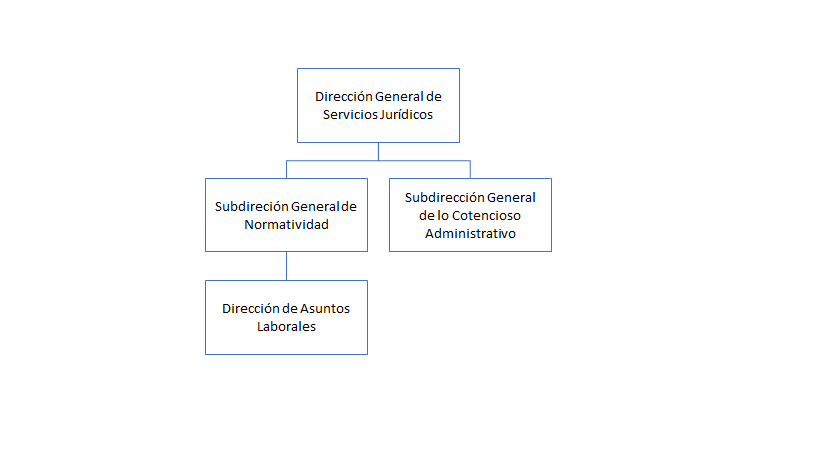 Dirección General de
Servicios Jurídicos
Subdireción General de
Normatividad
Subdirección General
de lo Cotencioso
Administrativo
Dirección de Asuntos
Laborales